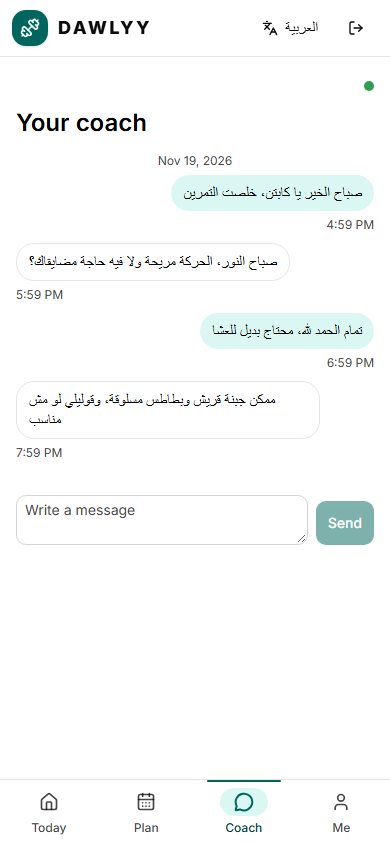 DAWLYY
العربية
Your coach
Nov 19, 2026
صباح الخير يا كابتن، خلصت التمرين
4:59 PM
صباح النور، الحركة مريحة ولا فيه حاجة مضايقاك؟
5:59 PM
تمام الحمد لله، محتاج بديل للعشا
6:59 PM
ممكن جبنة قريش وبطاطس مسلوقة، وقوليلي لو مش
مناسب
7:59 PM
Write a message
Send
Today
Plan
Coach
Me